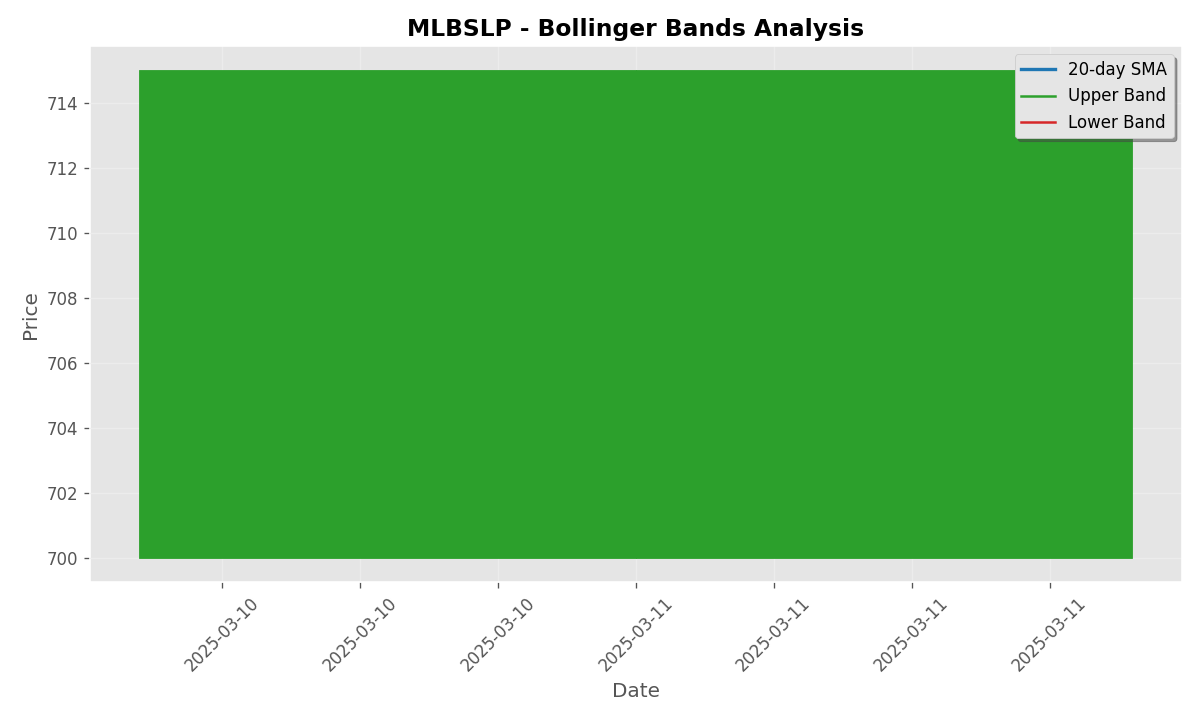 MLBSLP - Bollinger Bands Analysis
20-day SMA
Upper Band
Lower Band
714
712
710
708
706
704
702
700
Price
2025-03-10
2025-03-10
2025-03-10
2025-03-11
2025-03-11
2025-03-11
2025-03-11
Date